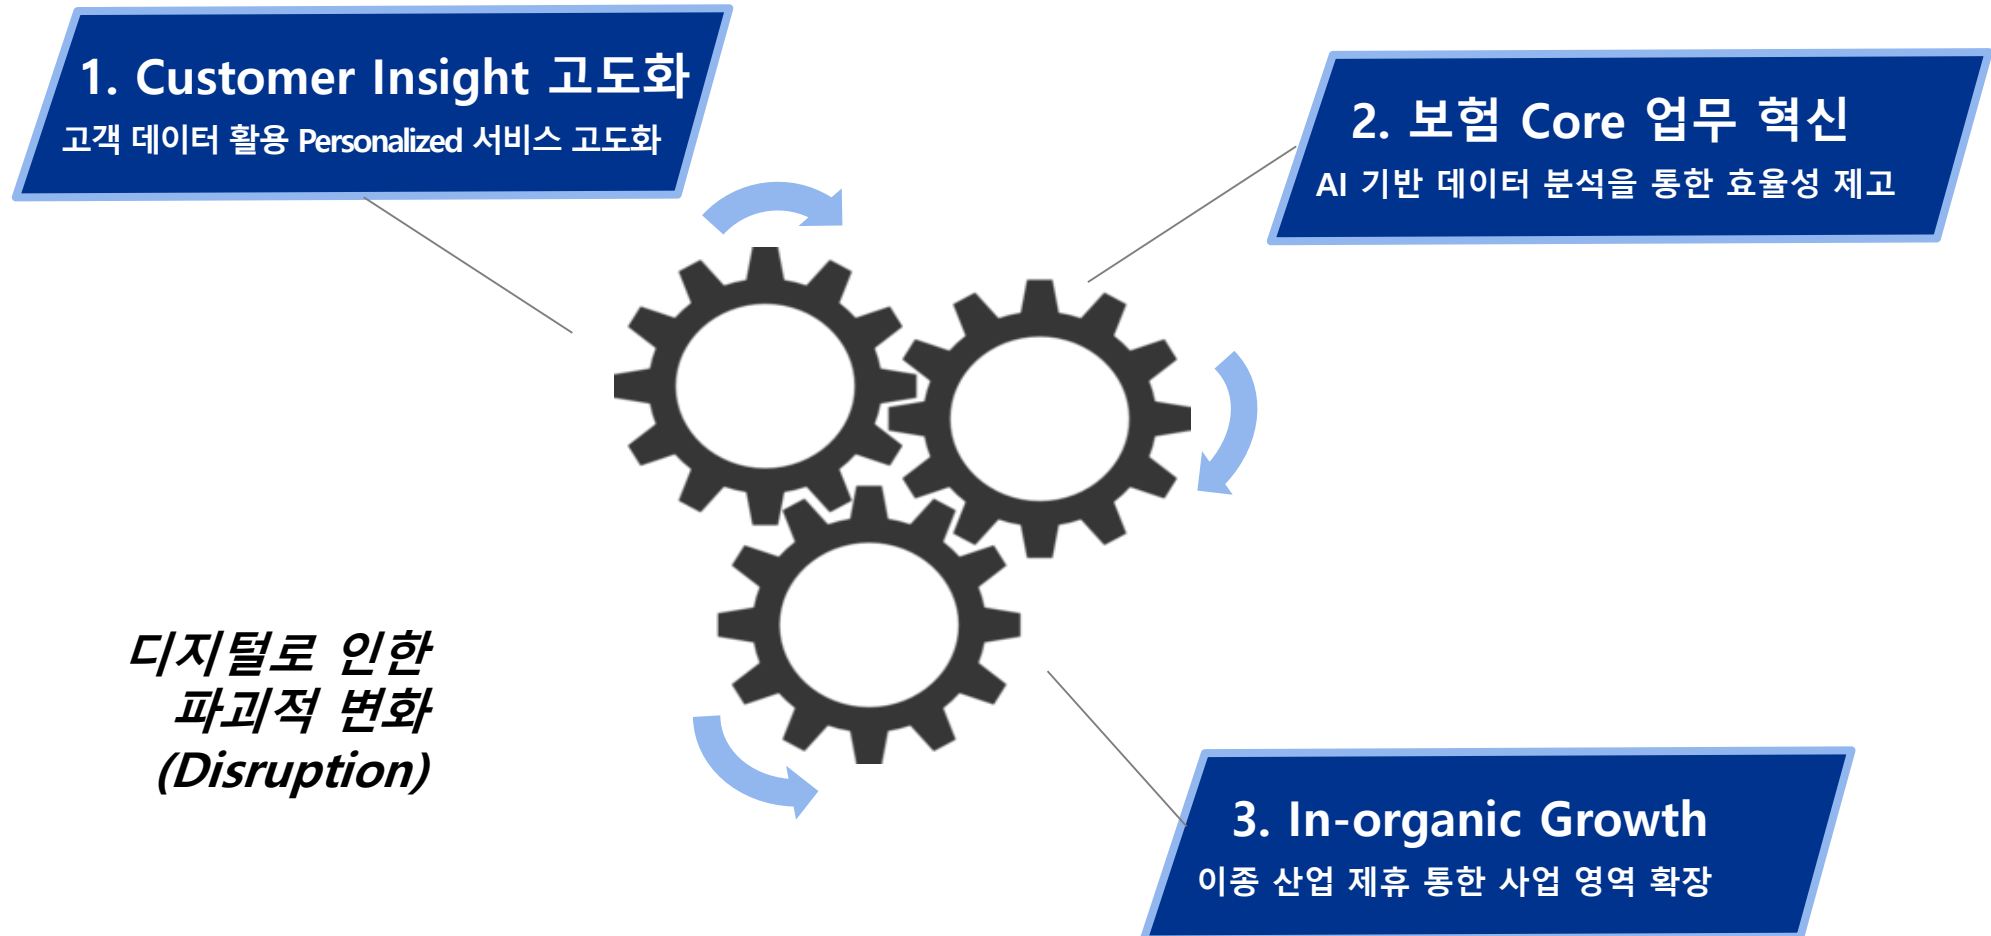 1. Customer Insight 고도화
고객 데이터 활용 Personalized 서비스 고도화
2. 보험 Core 업무 혁신
AI 기반 데이터 분석을 통한 효율성 제고
디지털로 인한
파괴적 변화
(Disruption)
3. In-organic Growth
이종 산업 제휴 통한 사업 영역 확장